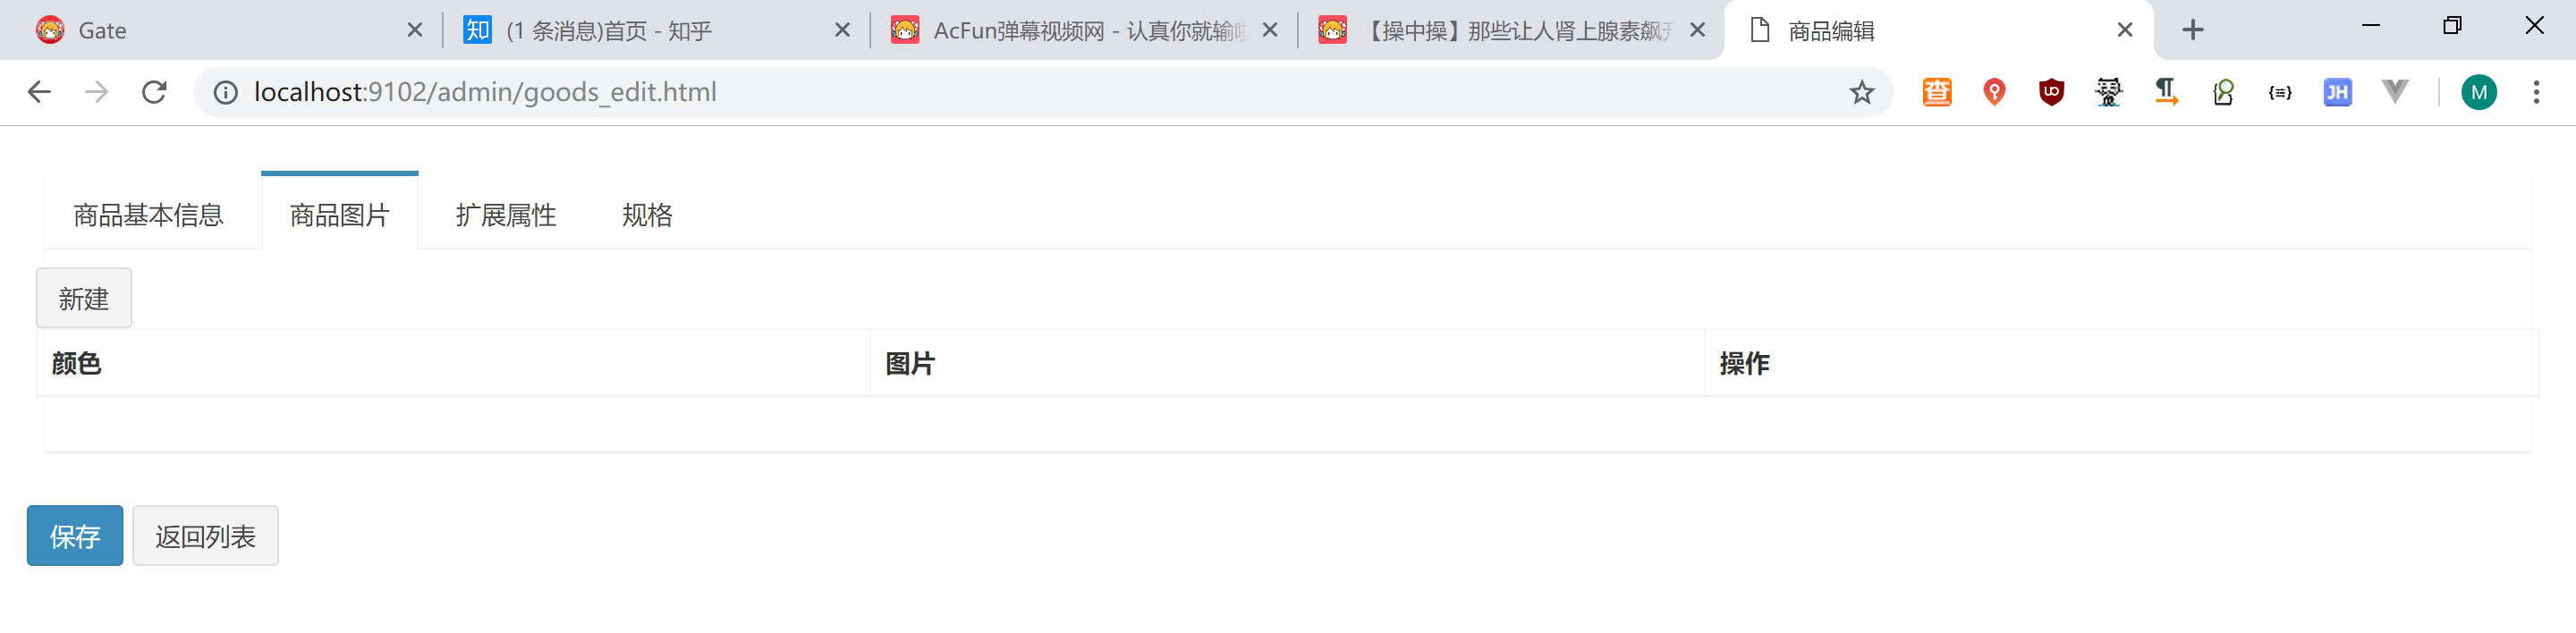 Gate
(1 条消息)首页 - 知乎
AcFun弹幕视频网 - 认真你就输
【操中操】那些让人肾上腺素飙
商品编辑
localhost:9102/admin/goods_edit.html
商品基本信息 商品图片 扩展属性 规格
新建
颜色 图片 操作
保存 返回列表
知
查
UO
JH
M